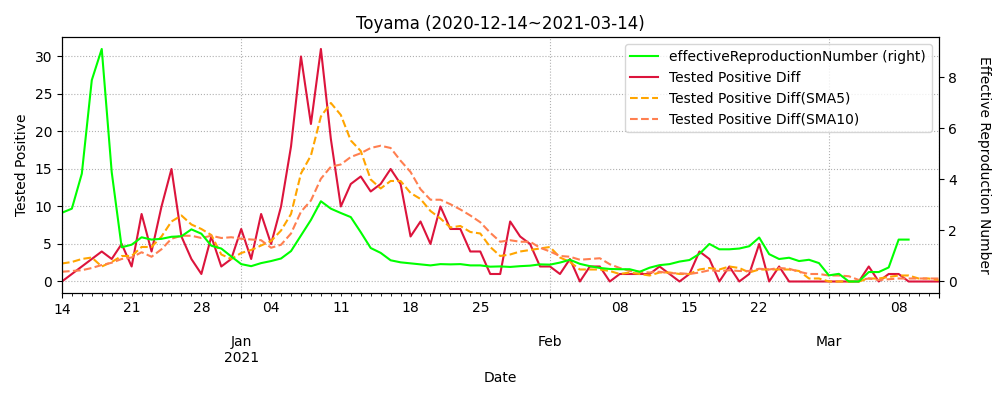 Toyama (2020-12-14~2021-03-14)
effectiveReproductionNumber (right)
Tested Positive Diff
Tested Positive Diff(SMA5)
Tested Positive Diff(SMA10)
Tested Positive
30
25
20
15
10
5
0
Effective Reproduction Number
8
6
4
2
0
14 21 28 04 11 18 25 08 15 22 08
Jan Feb Mar
2021
Date